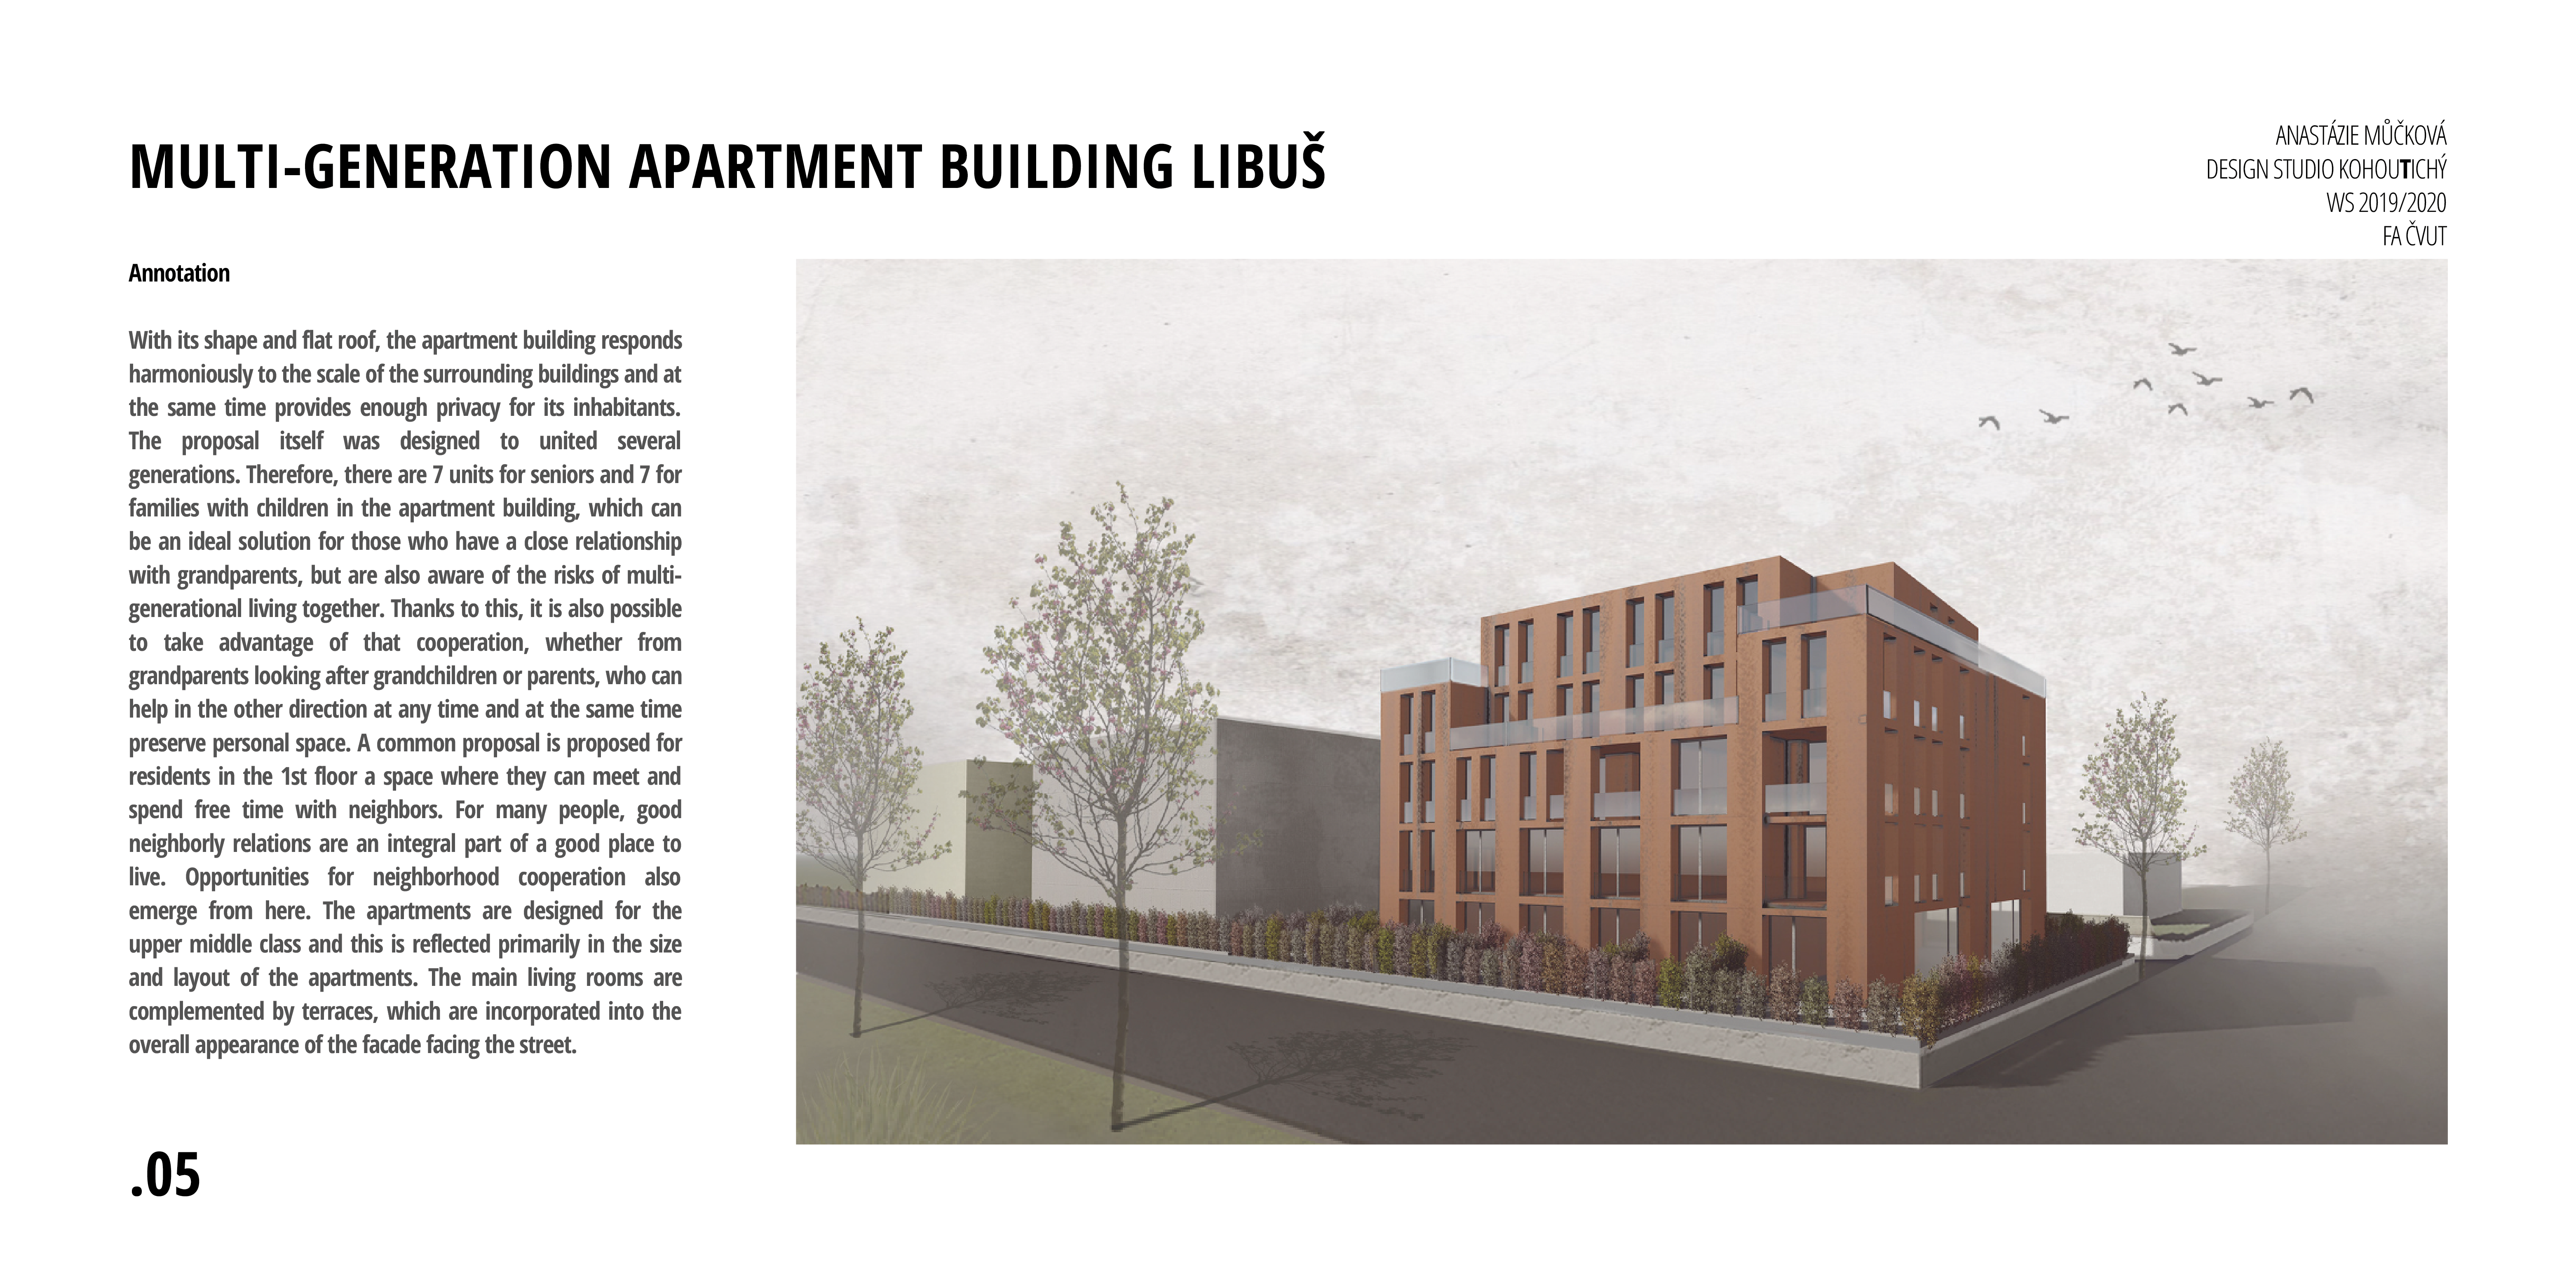 MULTI-GENERATION APARTMENT BUILDING LIBUŠ
ANASTÁZIE MŮČKOVÁ
DESIGN STUDIO KOHOUTICHÝ
WS 2019/2020
FA ČVUT
Annotation
With its shape and flat roof, the apartment building responds
harmoniously to the scale of the surrounding buildings and at
the same time provides enough privacy for its inhabitants.
The proposal itself was designed to united several
generations. Therefore, there are 7 units for seniors and 7 for
families with children in the apartment building, which can
be an ideal solution for those who have a close relationship
with grandparents, but are also aware of the risks of multi-
generational living together. Thanks to this, it is also possible
to take advantage of that cooperation, whether from
grandparents looking after grandchildren or parents, who can
help in the other direction at any time and at the same time
preserve personal space. A common proposal is proposed for
residents in the 1st floor a space where they can meet and
spend free time with neighbors. For many people, good
neighborly relations are an integral part of a good place to
live. Opportunities for neighborhood cooperation also
emerge from here. The apartments are designed for the
upper middle class and this is reflected primarily in the size
and layout of the apartments. The main living rooms are
complemented by terraces, which are incorporated into the
overall appearance of the facade facing the street.
.05